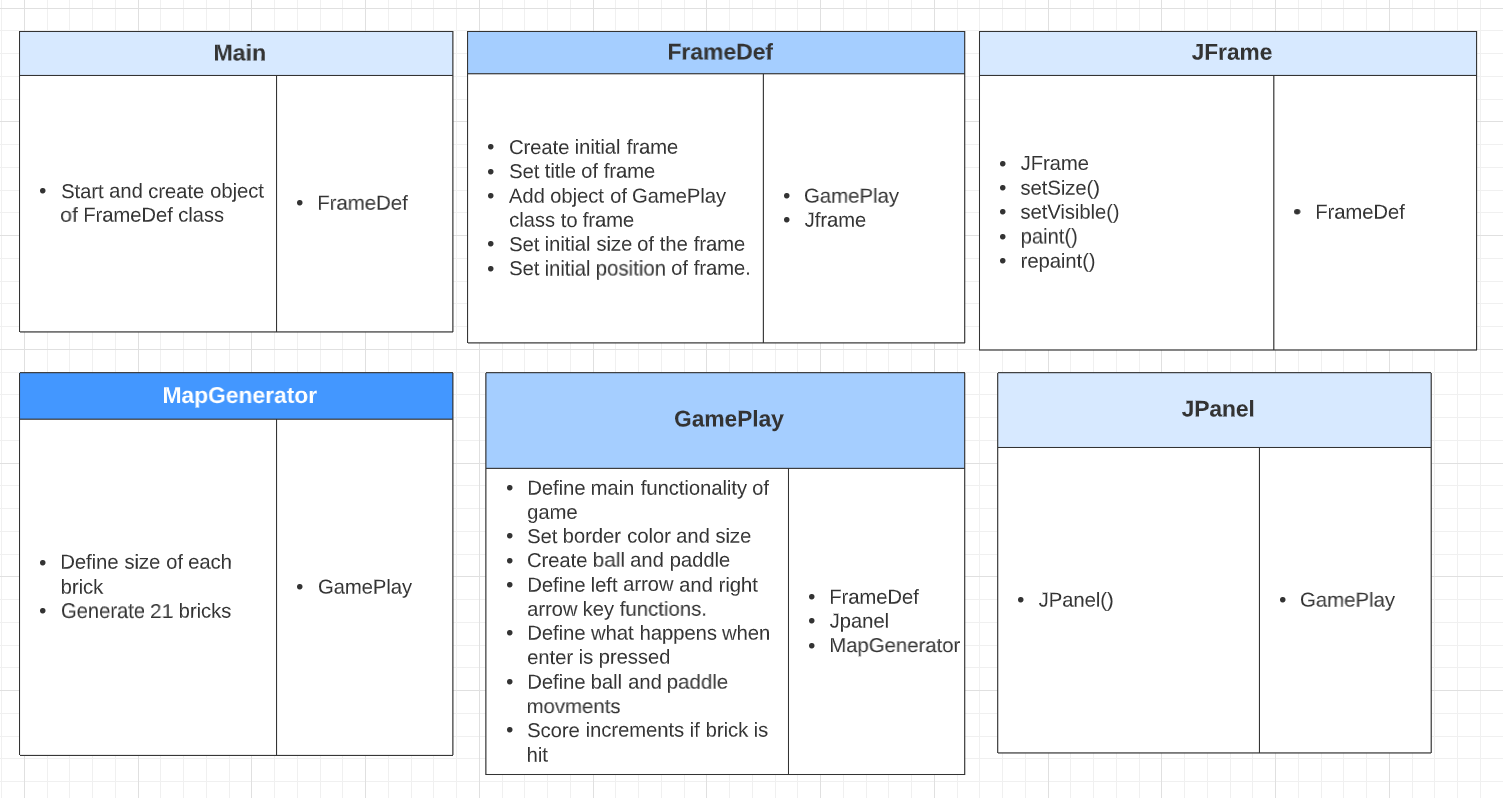 Main
Start and create object
of FrameDef class
FrameDef
FrameDef
Create initial frame
Set title of frame
Add object of GamePlay
class to frame
Set initial size of the frame
Set initial position of frame.
GamePlay
Jframe
JFrame
JFrame
setSize()
setVisible()
paint()
repaint()
FrameDef
MapGenerator
Define size of each
brick
Generate 21 bricks
GamePlay
GamePlay
Define main functionality of
game
Set border color and size
Create ball and paddle
Define left arrow and right
arrow key functions.
Define what happens when
enter is pressed
Define ball and paddle
movments
Score increments if brick is
hit
FrameDef
Jpanel
MapGenerator
JPanel
JPanel()
GamePlay